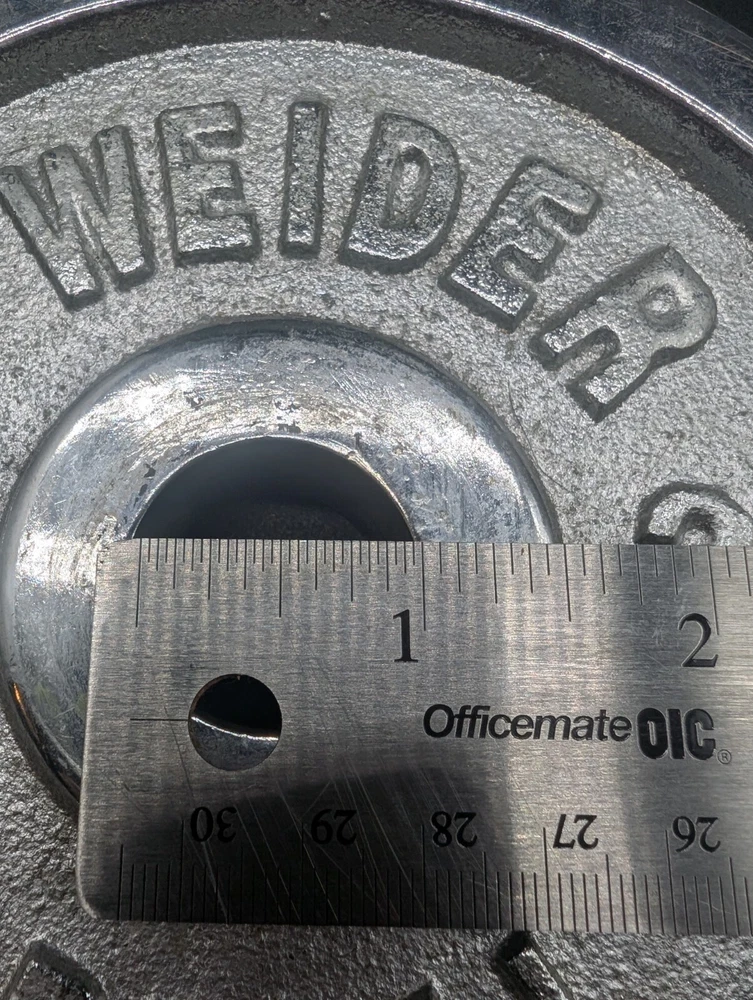 WEIDER
1 2
Officemate OIC®
30 29 28 27 26